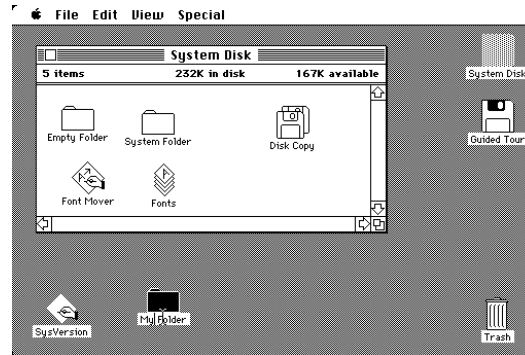 File Edit View Special
System Disk
5 items 232K in disk 167K available
Empty Folder
System Folder
Disk Copy
Font Mover
Fonts
System Disk
Guided Tour
SysVersion
My Folder
Trash